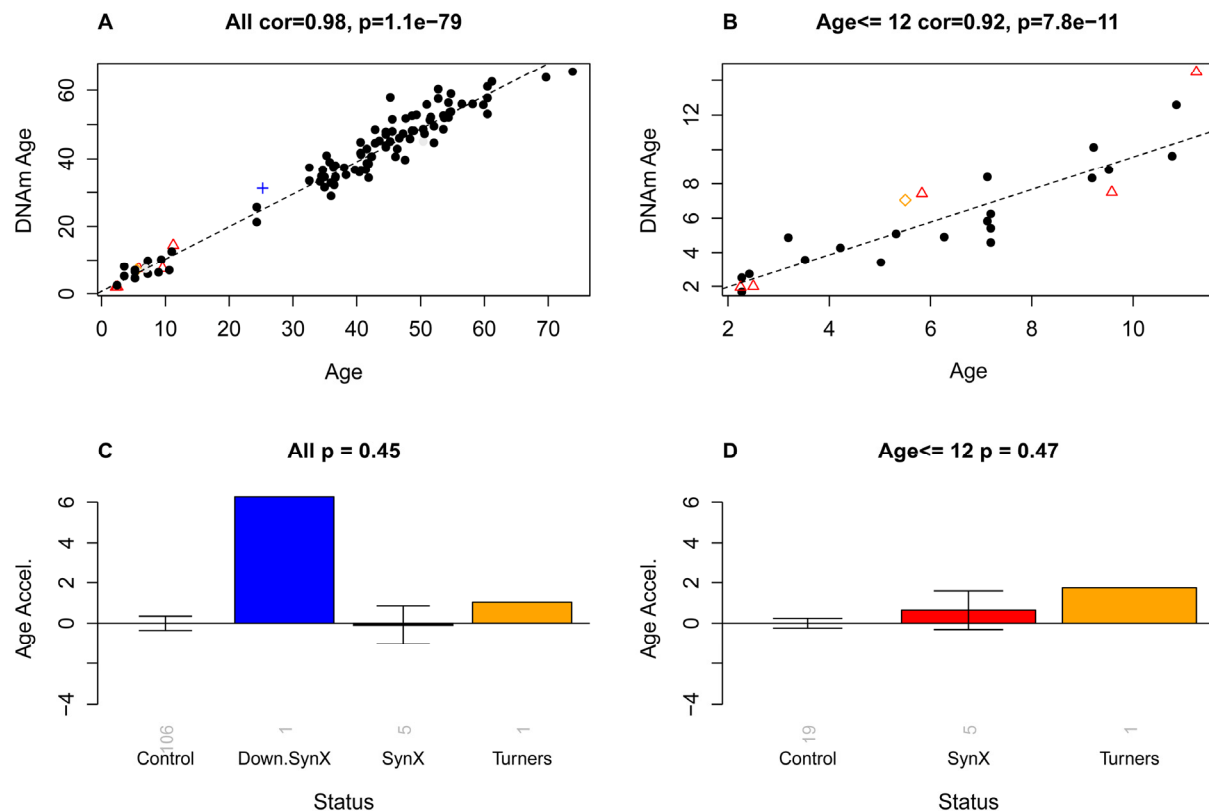 A All cor=0.98, p=1.1e−79
DNAm Age
0 20 40 60
0 10 20 30 40 50 60 70
Age
B Age<= 12 cor=0.92, p=7.8e−11
DNAm Age
2 4 6 8 12
2 4 6 8 10
Age
C All p = 0.45
Age Accel.
−4 0 2 4 6
106 1 5 1
Control Down.SynX SynX Turners
Status
D Age<= 12 p = 0.47
Age Accel.
−4 0 2 4 6
19 5 1
Control SynX Turners
Status